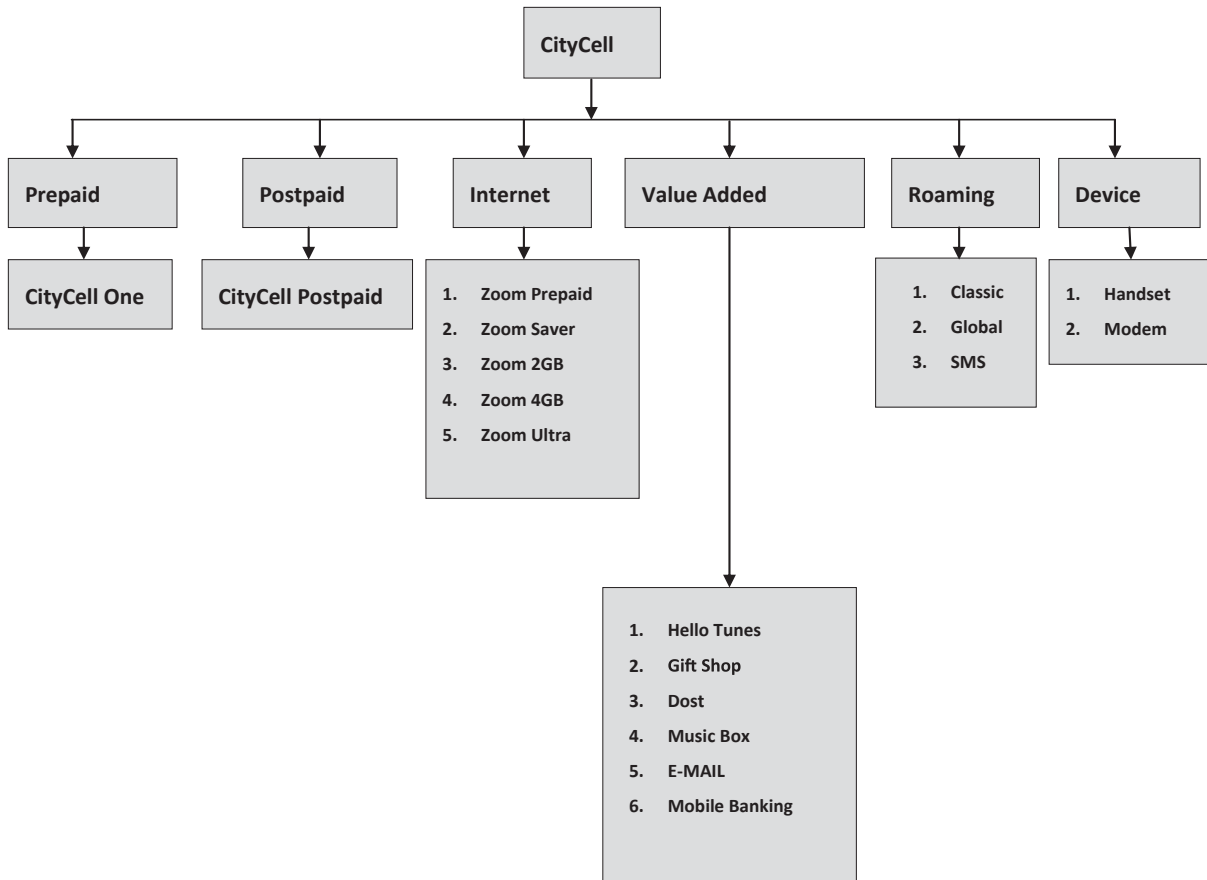 CityCell
Prepaid
Postpaid
Internet
Value Added
Roaming
Device
CityCell One
CityCell Postpaid
1. Zoom Prepaid
2. Zoom Saver
3. Zoom 2GB
4. Zoom 4GB
5. Zoom Ultra
1. Classic
2. Global
3. SMS
1. Handset
2. Modem
1. Hello Tunes
2. Gift Shop
3. Dost
4. Music Box
5. E-MAIL
6. Mobile Banking